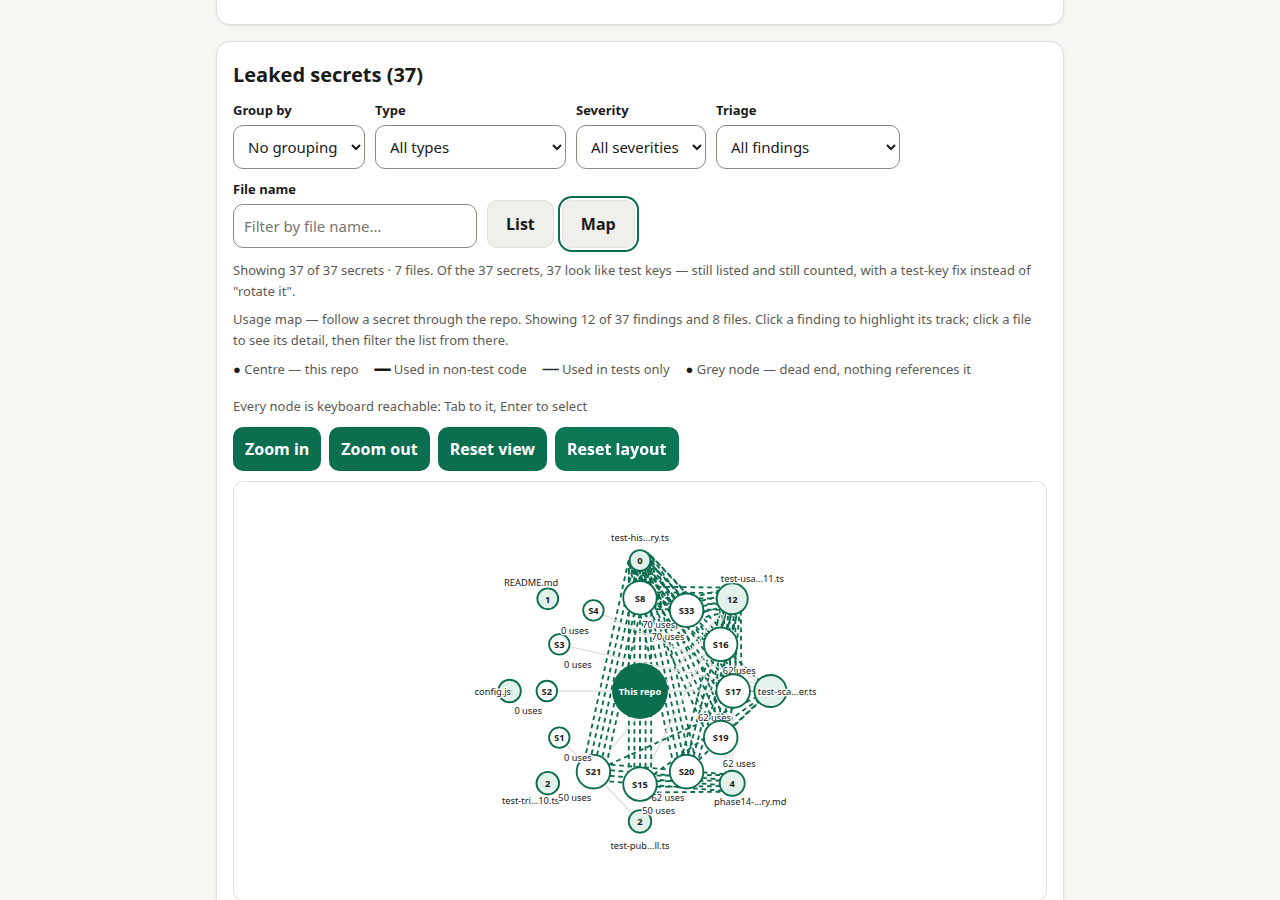 Leaked secrets (37)
Group by
Type
Severity
Triage
No grouping
All types
All severities
All findings
File name
Filter by file name...
List
Map
Showing 37 of 37 secrets · 7 files. Of the 37 secrets, 37 look like test keys — still listed and still counted, with a test-key fix instead of
"rotate it".
Usage map — follow a secret through the repo. Showing 12 of 37 findings and 8 files. Click a finding to highlight its track; click a file
to see its detail, then filter the list from there.
● Centre — this repo
Used in non-test code
Used in tests only
● Grey node — dead end, nothing references it
Every node is keyboard reachable: Tab to it, Enter to select
Zoom in
Zoom out
Reset view
Reset layout
test-his...ry.ts
0
README.md
1
test-usa...11.ts
12
S8
S4
S33
70 uses
0 uses
70 uses
S3
S16
0 uses
62 uses
config.js
S2
This repo
S17
test-sca...er.ts
0 uses
62 uses
S1
S19
0 uses
62 uses
S21
S20
S15
2
4
test-tri...10.ts
50 uses
62 uses
phase14-...ry.md
50 uses
2
test-pub...ll.ts